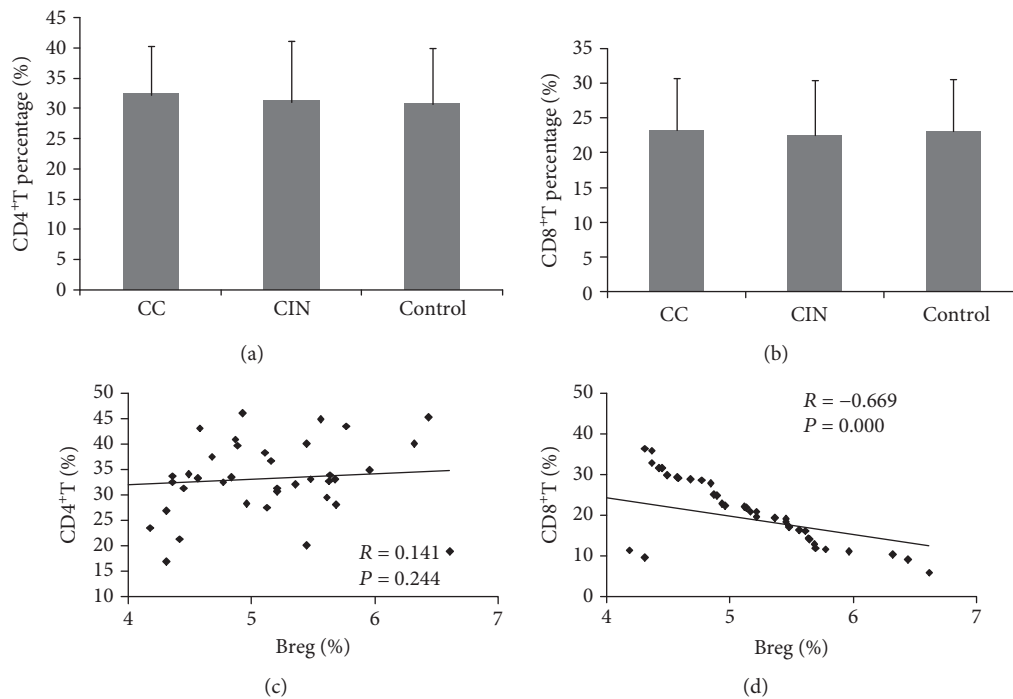 CD4+T percentage (%)
45
40
35
30
25
20
15
10
5
0
CC CIN Control
(a)
CD8+T percentage (%)
35
30
25
20
15
10
5
0
CC CIN Control
(b)
CD4+T (%)
50
45
40
35
30
25
20
15
10
R = 0.141
P = 0.244
4 5 6 7
Breg (%)
(c)
CD8+T (%)
50
40
30
20
10
0
R = −0.669
P = 0.000
4 5 6 7
Breg (%)
(d)